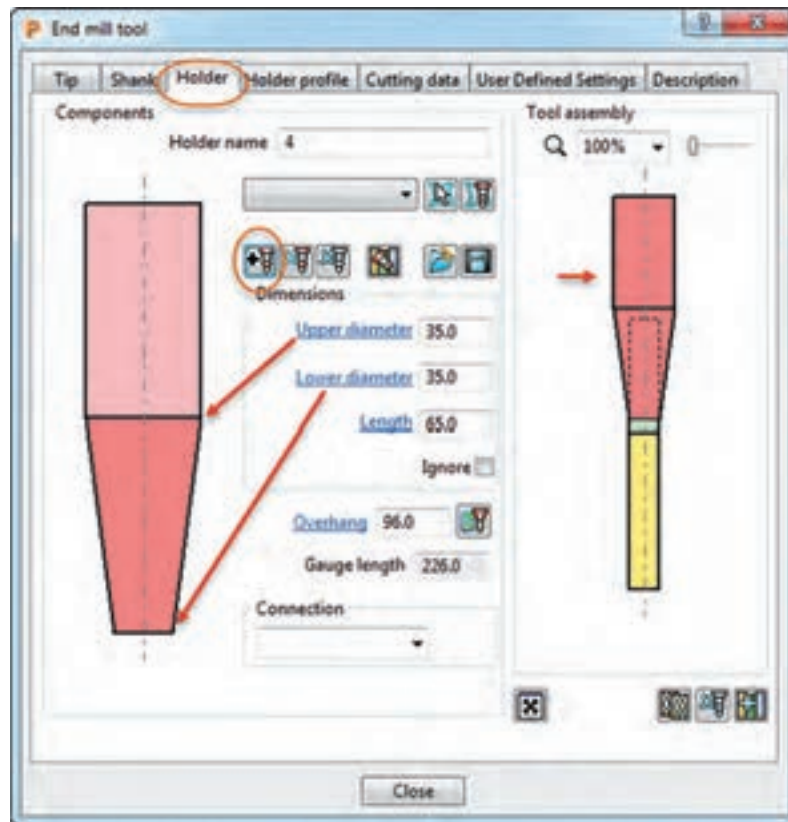 End mill tool
Tip Shank Holder Holder profile Cutting data User Defined Settings Description
Components
Holder name 4
Tool assembly
100%
Dimensions
Upper diameter 35.0
Lower diameter 35.0
Length 65.0
Ignore
Overhang 96.0
Gauge length 226.0
Connection
Close